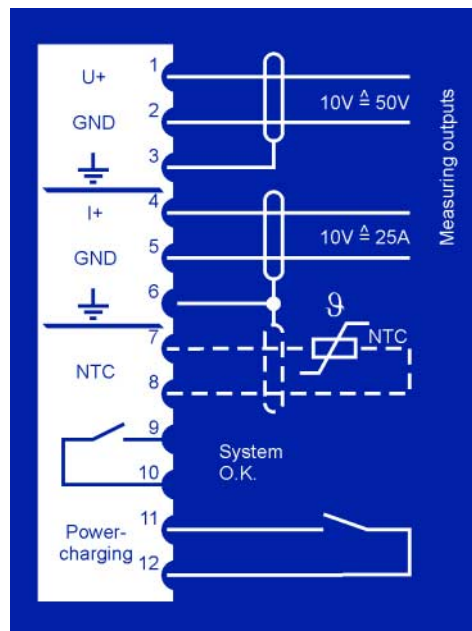 U+ 1
GND 2
3
10V ≙ 50V
I+ 4
GND 5
6
10V ≙ 25A
Measuring outputs
ϑ
NTC
7
NTC
8
9
10
System
O.K.
11
Power-
charging
12